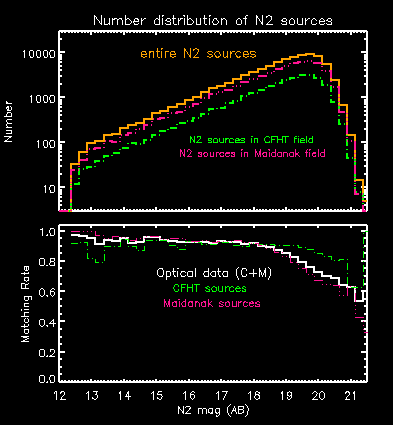 Number distribution of N2 sources
10000
1000
100
10
Number
entire N2 sources
N2 sources in CFHT field
N2 sources in Maidanak field
1.0
0.8
0.6
0.4
0.2
0.0
Matching Rate
Optical data (C+M)
CFHT sources
Maidanak sources
12 13 14 15 16 17 18 19 20 21
N2 mag (AB)